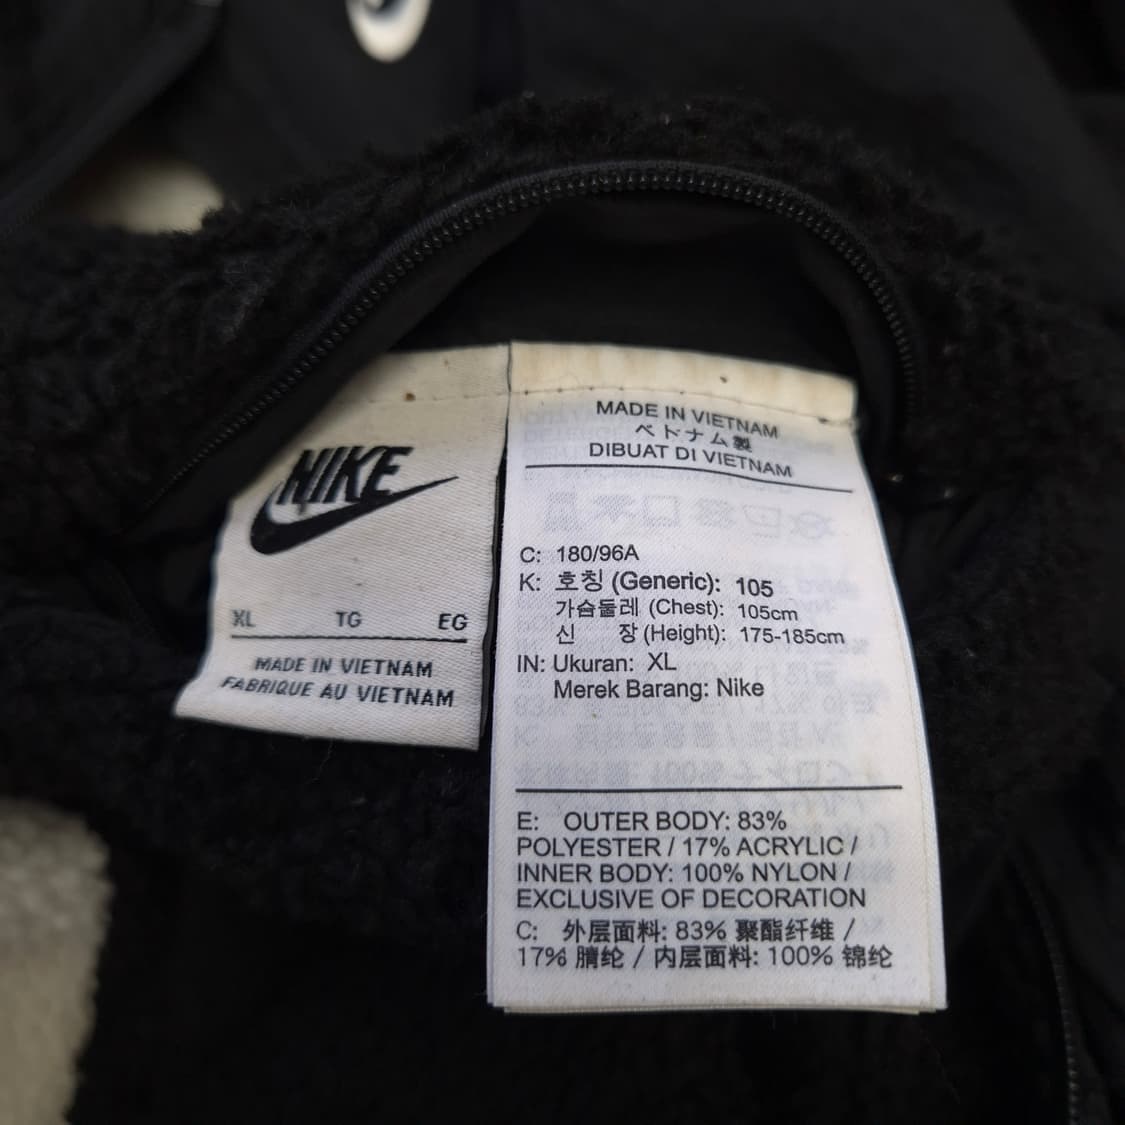 NIKE
XL TG EG
MADE IN VIETNAM
FABRIQUE AU VIETNAM
MADE IN VIETNAM
ベトナム製
DIBUAT DI VIETNAM
C: 180/96A
K: 호칭 (Generic): 105
가슴둘레 (Chest): 105cm
신 장 (Height): 175-185cm
IN: Ukuran: XL
Merek Barang: Nike
E: OUTER BODY: 83%
POLYESTER / 17% ACRYLIC /
INNER BODY: 100% NYLON /
EXCLUSIVE OF DECORATION
C: 外层面料: 83% 聚酯纤维 /
17% 腈纶 / 内层面料: 100% 锦纶